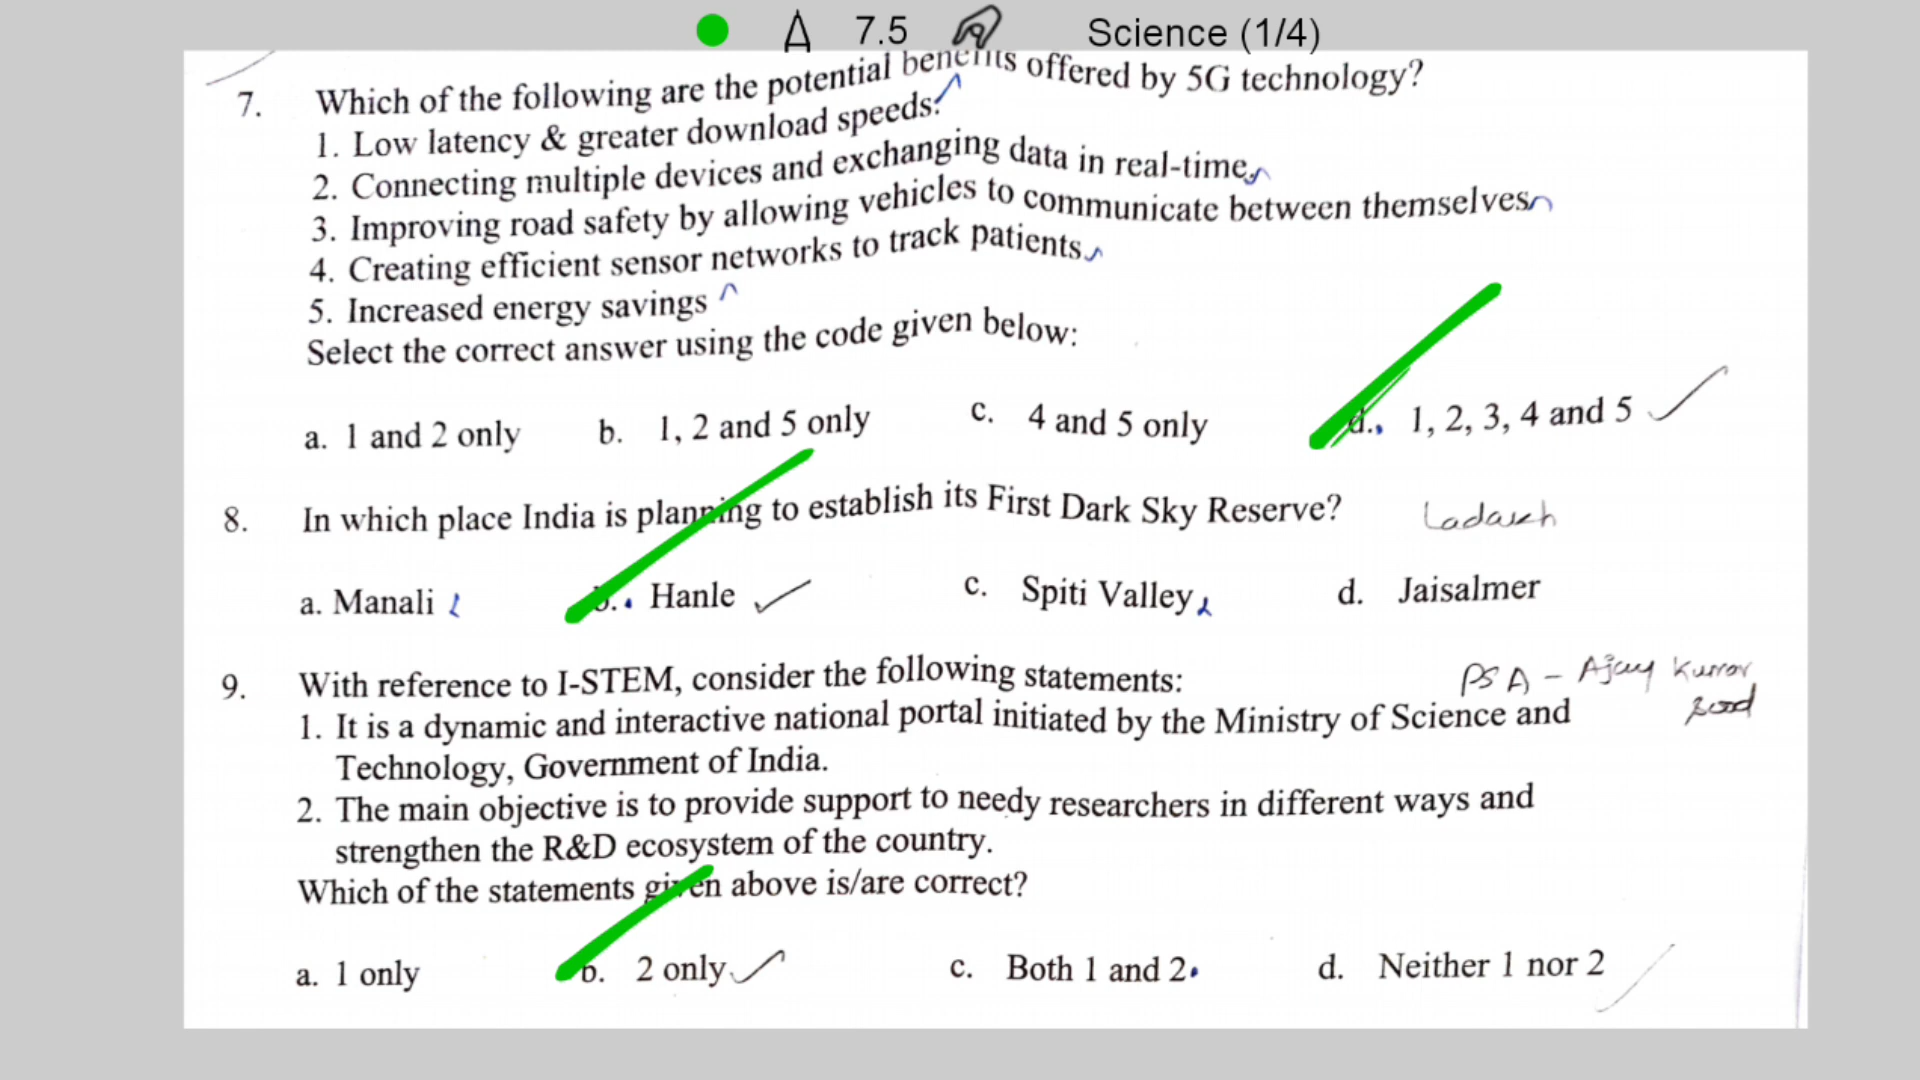 7.5 Science (1/4)
7. Which of the following are the potential benefits offered by 5G technology?
1. Low latency & greater download speeds.
2. Connecting multiple devices and exchanging data in real-time.
3. Improving road safety by allowing vehicles to communicate between themselves
4. Creating efficient sensor networks to track patients
5. Increased energy savings
Select the correct answer using the code given below:
a. 1 and 2 only b. 1, 2 and 5 only c. 4 and 5 only d. 1, 2, 3, 4 and 5
8. In which place India is planning to establish its First Dark Sky Reserve? Ladakh
a. Manali b. Hanle c. Spiti Valley d. Jaisalmer
9. With reference to I-STEM, consider the following statements: PSA - Ajay Kumar
Sood
1. It is a dynamic and interactive national portal initiated by the Ministry of Science and
Technology, Government of India.
2. The main objective is to provide support to needy researchers in different ways and
strengthen the R&D ecosystem of the country.
Which of the statements given above is/are correct?
a. 1 only b. 2 only c. Both 1 and 2 d. Neither 1 nor 2